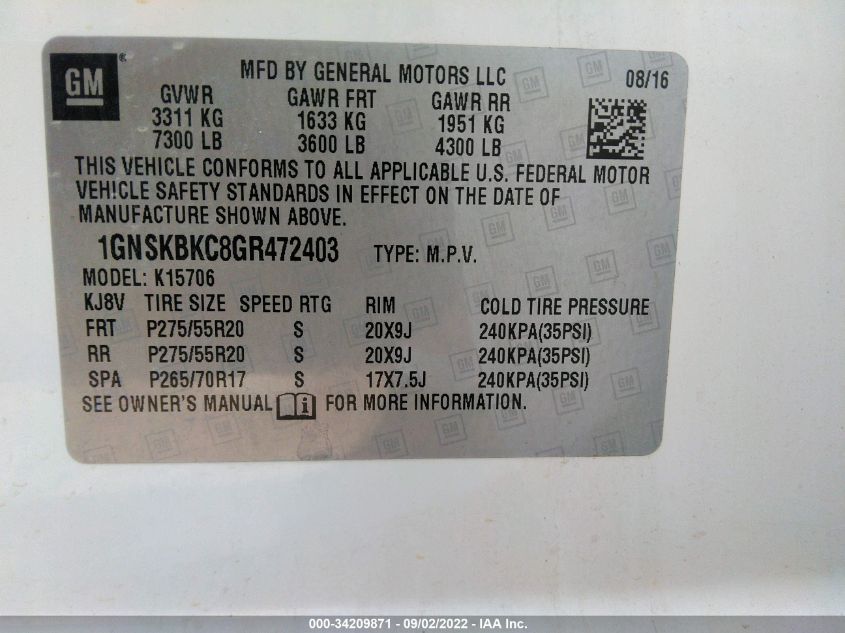 GM ® MFD BY GENERAL MOTORS LLC 08/16
GVWR GAWR FRT GAWR RR
3311 KG 1633 KG 1951 KG
7300 LB 3600 LB 4300 LB
THIS VEHICLE CONFORMS TO ALL APPLICABLE U.S. FEDERAL MOTOR
VEHICLE SAFETY STANDARDS IN EFFECT ON THE DATE OF
MANUFACTURE SHOWN ABOVE.
1GNSKBKC8GR472403 TYPE: M.P.V.
MODEL: K15706
KJ8V TIRE SIZE SPEED RTG RIM COLD TIRE PRESSURE
FRT P275/55R20 S 20X9J 240KPA(35PSI)
RR P275/55R20 S 20X9J 240KPA(35PSI)
SPA P265/70R17 S 17X7.5J 240KPA(35PSI)
SEE OWNER'S MANUAL i FOR MORE INFORMATION.
000-34209871 - 09/02/2022 - IAA Inc.